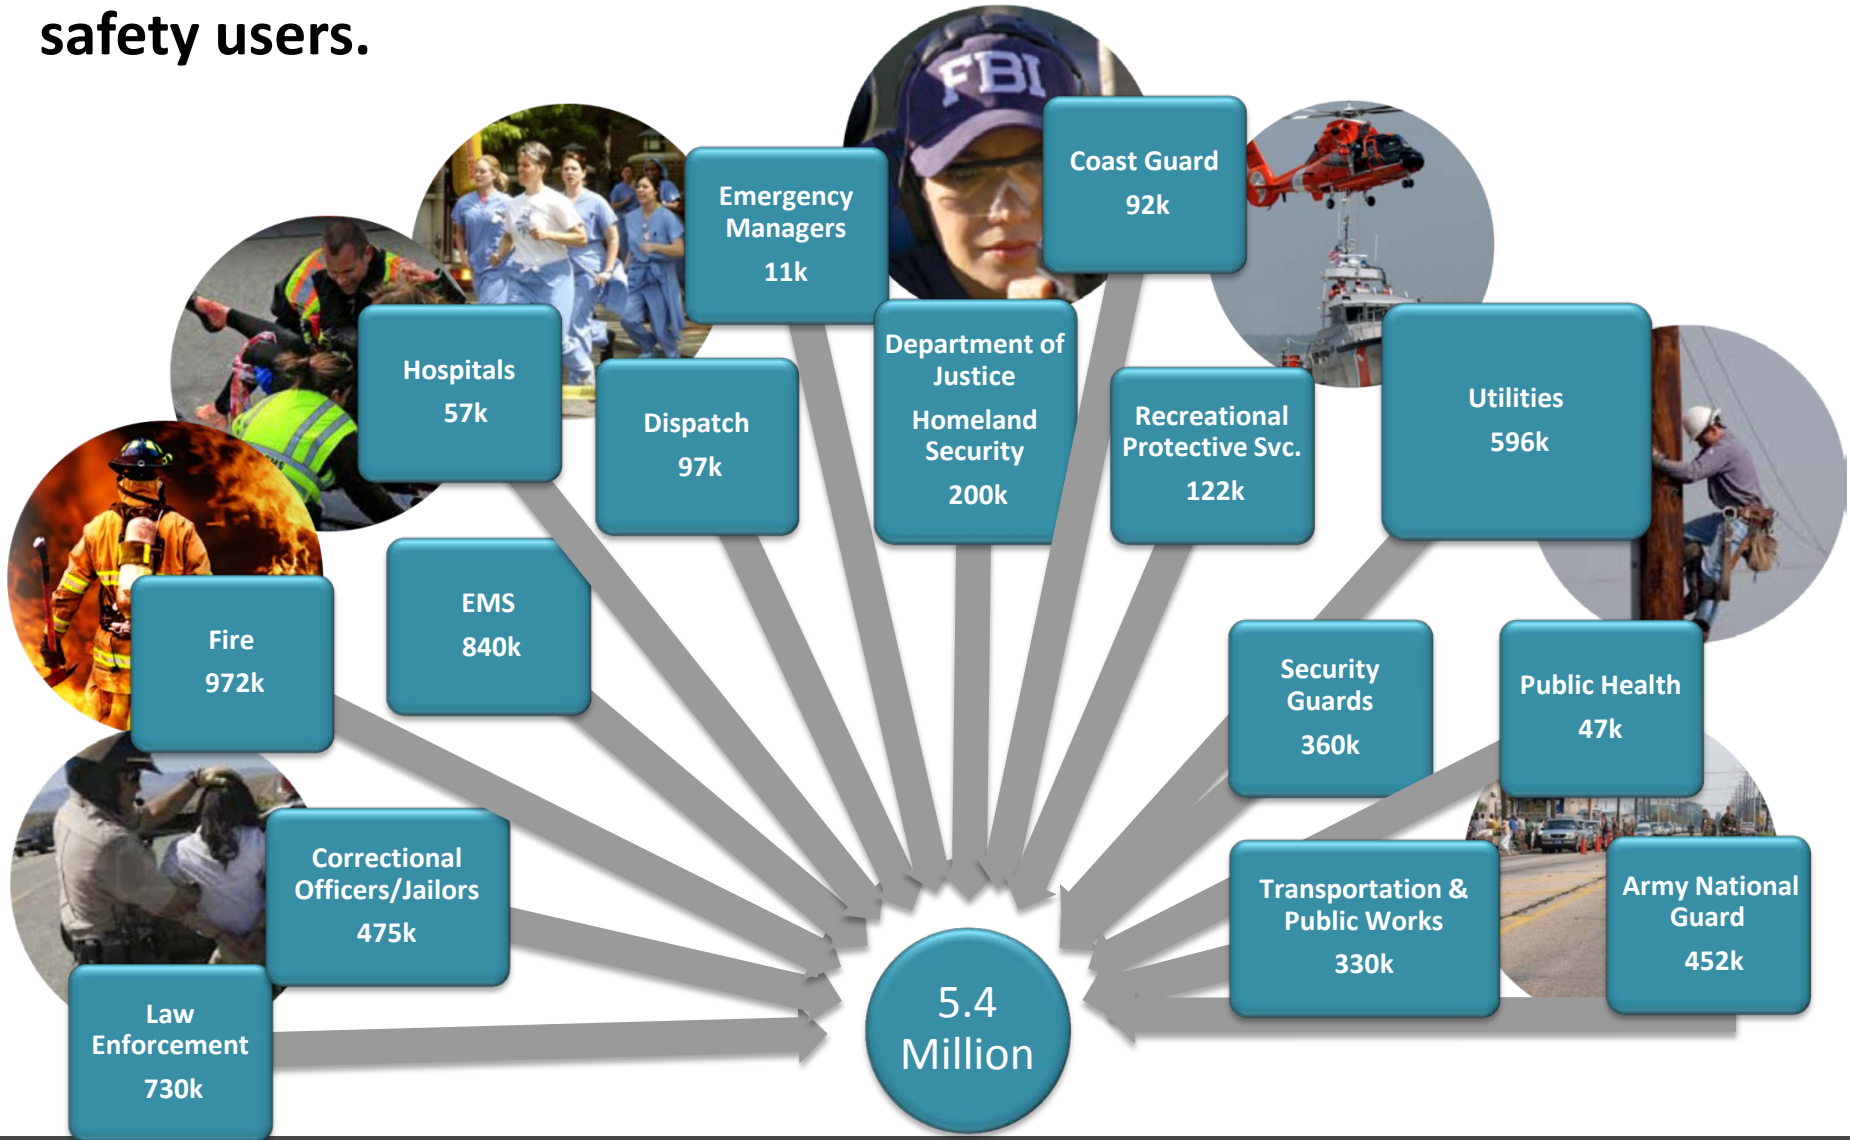 safety users.
FBI
Coast Guard
92k
Emergency
Managers
11k
Department of
Justice
Homeland
Security
200k
Hospitals
57k
Dispatch
97k
Recreational
Protective Svc.
122k
Utilities
596k
EMS
840k
Fire
972k
Security
Guards
360k
Public Health
47k
Correctional
Officers/Jailors
475k
Transportation &
Public Works
330k
Army National
Guard
452k
Law
Enforcement
730k
5.4
Million